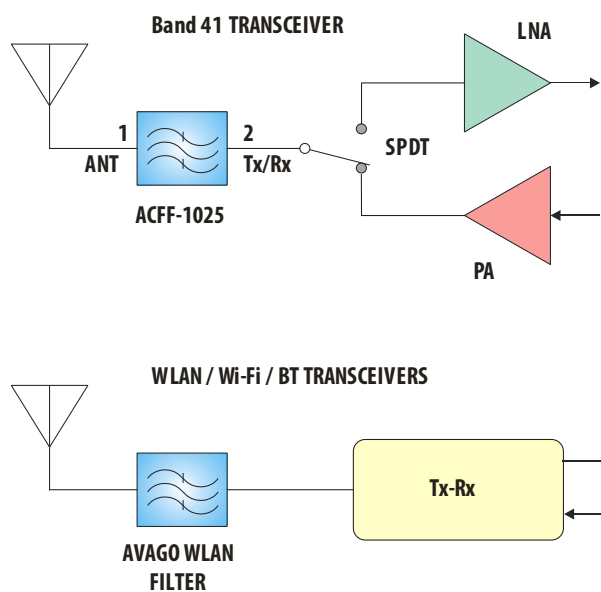 Band 41 TRANSCEIVER
LNA
1
2
ANT
Tx/Rx
SPDT
ACFF-1025
PA
WLAN / Wi-Fi / BT TRANSCEIVERS
Tx-Rx
AVAGO WLAN
FILTER